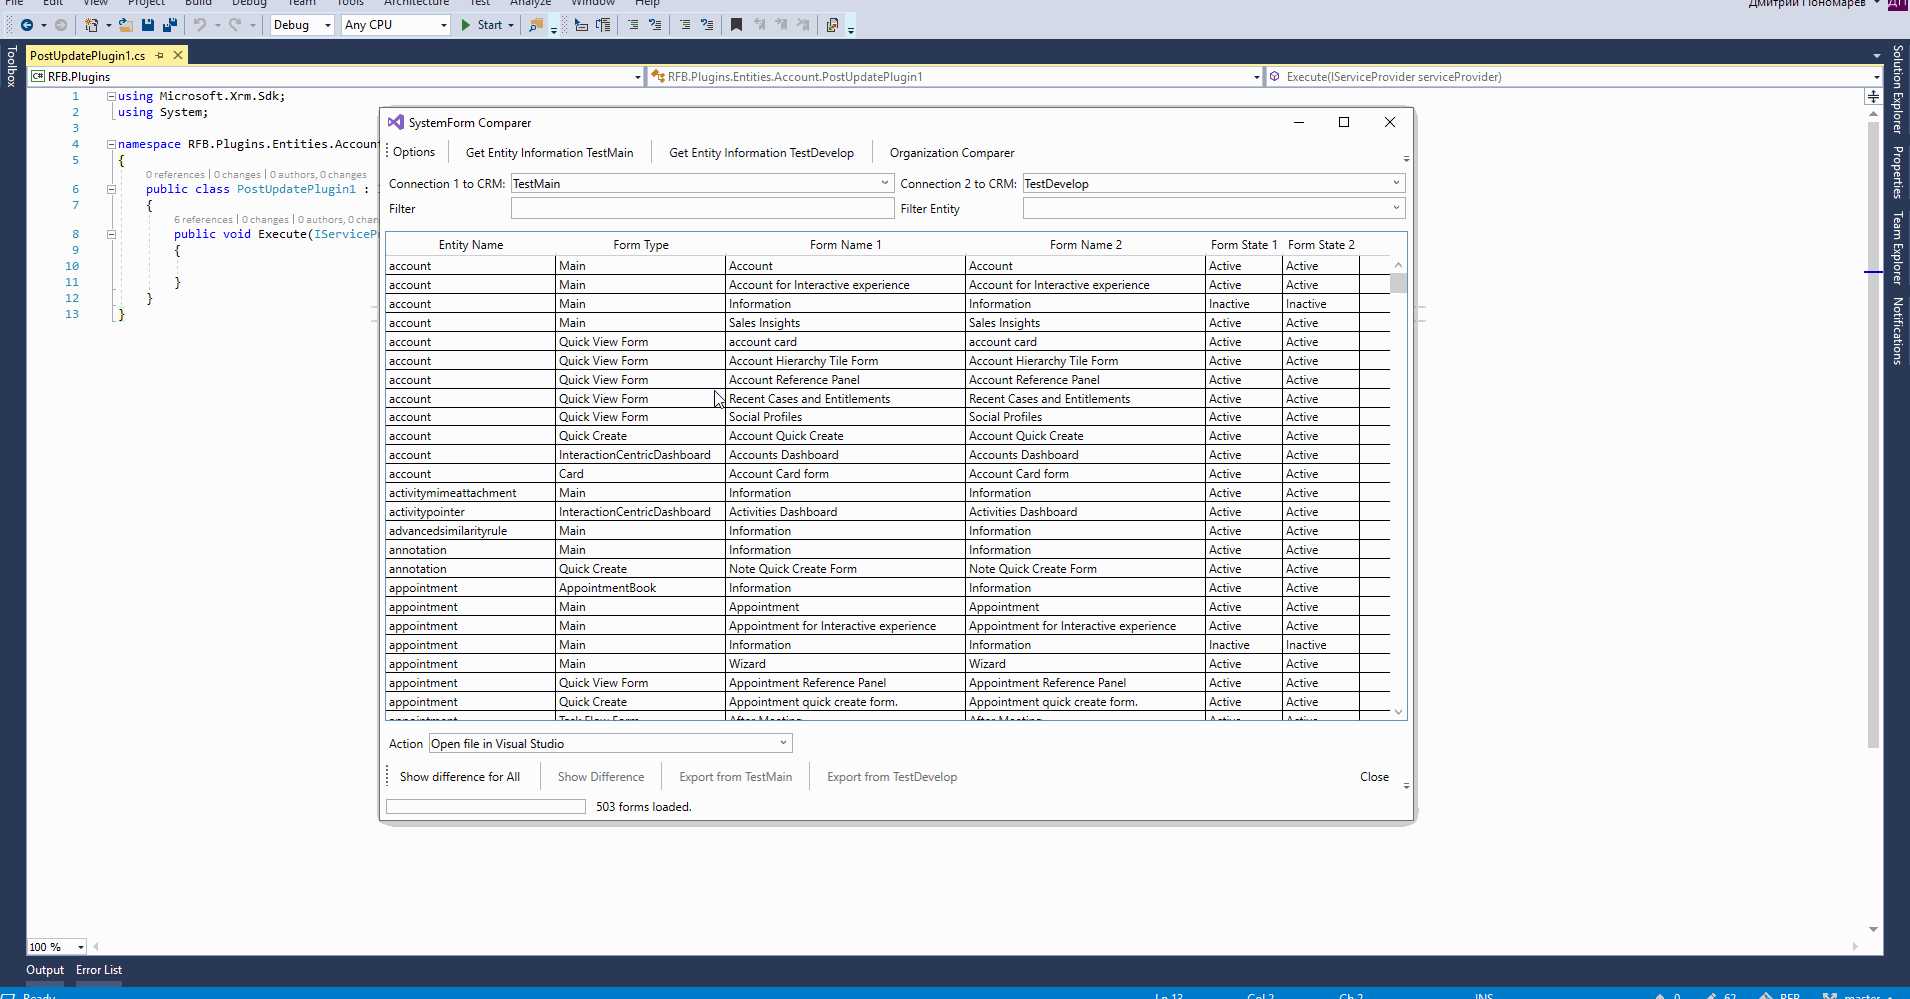 File Edit View Project Build Debug Team Tools Architecture Test Analyze Window Help Дмитрий Пономарев ДП
Debug Any CPU Start
Toolbox
PostUpdatePlugin1.cs
C# RFB.Plugins RFB.Plugins.Entities.Account.PostUpdatePlugin1 Execute(IServiceProvider serviceProvider)
1 using Microsoft.Xrm.Sdk;
2 using System;
3
4 namespace RFB.Plugins.Entities.Accoun
5 {
0 references | 0 changes | 0 authors, 0 changes
6 public class PostUpdatePlugin1 :
7 {
6 references | 0 changes | 0 authors, 0 chan
8 public void Execute(IServiceP
9 {
10
11 }
12 }
13 }
SystemForm Comparer
Options Get Entity Information TestMain Get Entity Information TestDevelop Organization Comparer
Connection 1 to CRM: TestMain Connection 2 to CRM: TestDevelop
Filter Filter Entity
Entity Name Form Type Form Name 1 Form Name 2 Form State 1 Form State 2
account Main Account Account Active Active
account Main Account for Interactive experience Account for Interactive experience Active Active
account Main Information Information Inactive Inactive
account Main Sales Insights Sales Insights Active Active
account Quick View Form account card account card Active Active
account Quick View Form Account Hierarchy Tile Form Account Hierarchy Tile Form Active Active
account Quick View Form Account Reference Panel Account Reference Panel Active Active
account Quick View Form Recent Cases and Entitlements Recent Cases and Entitlements Active Active
account Quick View Form Social Profiles Social Profiles Active Active
account Quick Create Account Quick Create Account Quick Create Active Active
account InteractionCentricDashboard Accounts Dashboard Accounts Dashboard Active Active
account Card Account Card form Account Card form Active Active
activitymimeattachment Main Information Information Active Active
activitypointer InteractionCentricDashboard Activities Dashboard Activities Dashboard Active Active
advancedsimilarityrule Main Information Information Active Active
annotation Main Information Information Active Active
annotation Quick Create Note Quick Create Form Note Quick Create Form Active Active
appointment AppointmentBook Information Information Active Active
appointment Main Appointment Appointment Active Active
appointment Main Appointment for Interactive experience Appointment for Interactive experience Active Active
appointment Main Information Information Inactive Inactive
appointment Main Wizard Wizard Active Active
appointment Quick View Form Appointment Reference Panel Appointment Reference Panel Active Active
appointment Quick Create Appointment quick create form. Appointment quick create form. Active Active
appointment Task Flow Form After Meeting After Meeting Active Active
Action Open file in Visual Studio
Show difference for All Show Difference Export from TestMain Export from TestDevelop Close
503 forms loaded.
Solution Explorer
Properties
Team Explorer
Notifications
100 %
Output Error List
Ready Ln 13 Col 2 Ch 2 INS 0 62 RFB master